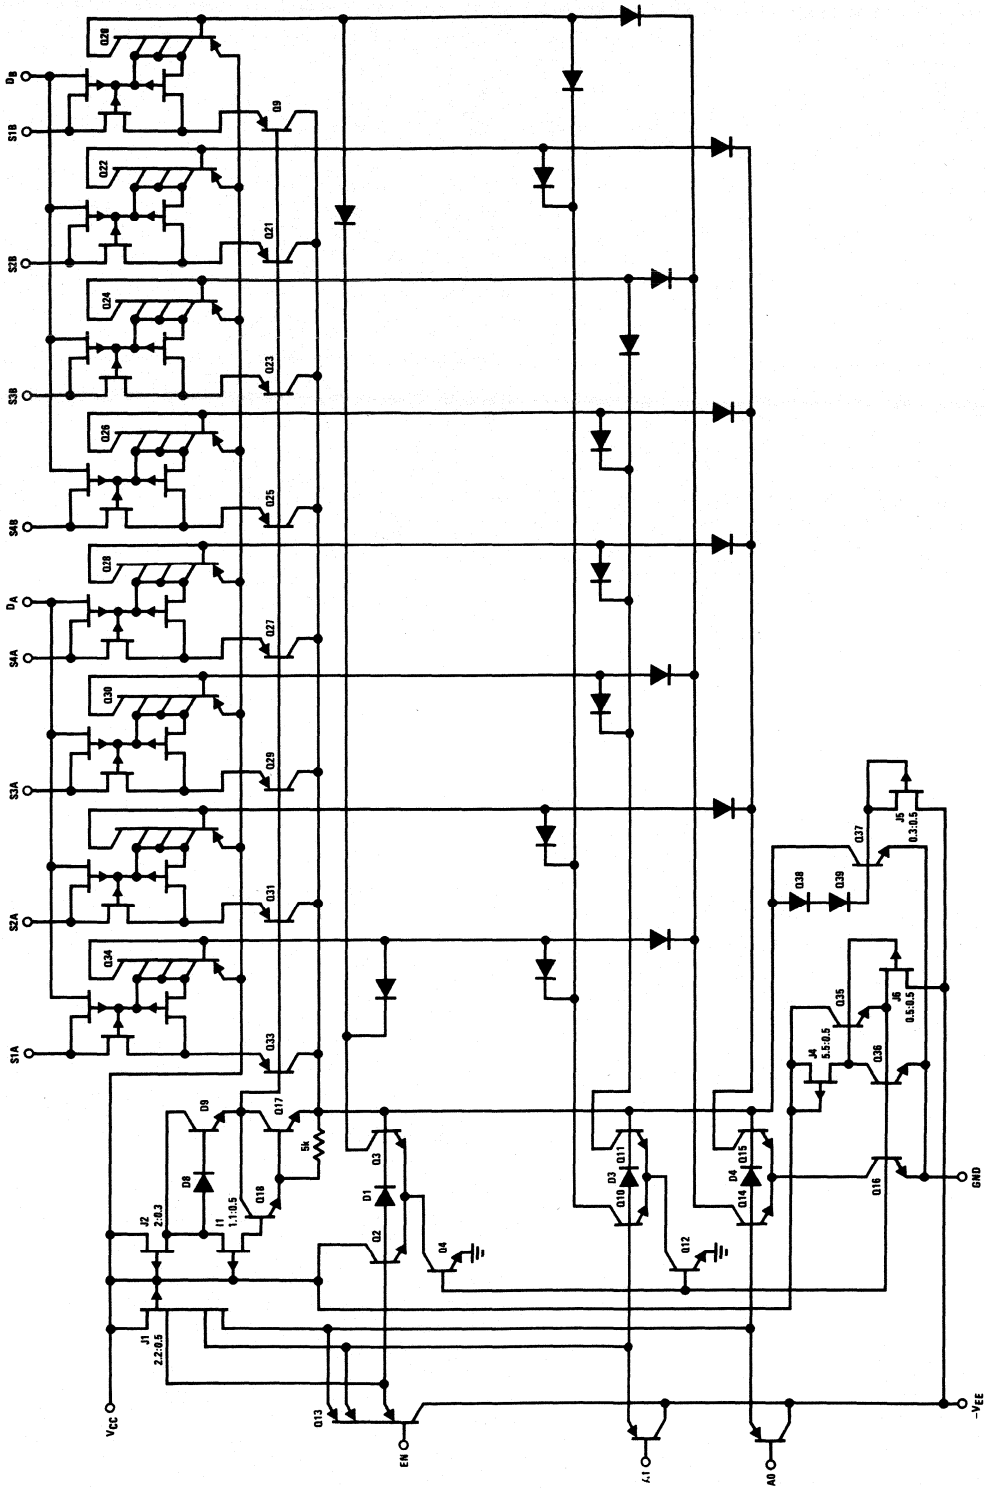 S1A
S2A
S3A
S4A
DA
S4B
S3B
S2B
S1B
DB
VCC
Q34
Q30
Q28
Q26
Q24
Q22
Q20
J1
2.2:0.5
J2
2:0.3
D8
D9
I1
1.1:0.5
Q18
Q17
Q33
Q31
Q29
Q27
Q25
Q23
Q21
Q9
5k
Q13
Q2
D1
Q3
EN
Q4
Q10
D3
Q11
A1
Q12
Q14
D4
Q15
A0
J4
5.5:0.5
Q35
Q38
Q39
Q37
Q16
Q36
J6
0.5:0.5
J5
0.3:0.5
-VEE
GND